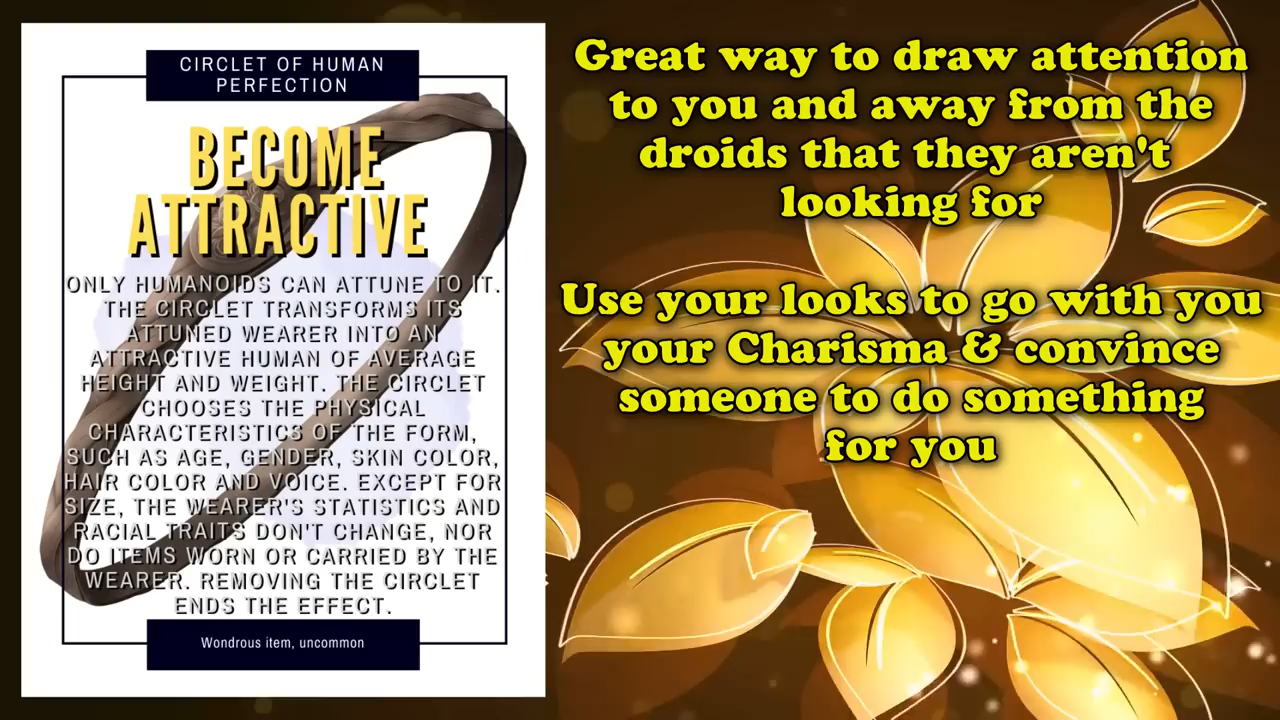 CIRCLET OF HUMAN
PERFECTION
BECOME
ATTRACTIVE
ONLY HUMANOIDS CAN ATTUNE TO IT.
THE CIRCLET TRANSFORMS ITS
ATTUNED WEARER INTO AN
ATTRACTIVE HUMAN OF AVERAGE
HEIGHT AND WEIGHT. THE CIRCLET
CHOOSES THE PHYSICAL
CHARACTERISTICS OF THE FORM,
SUCH AS AGE, GENDER, SKIN COLOR,
HAIR COLOR AND VOICE. EXCEPT FOR
SIZE, THE WEARER'S STATISTICS AND
RACIAL TRAITS DON'T CHANGE, NOR
DO ITEMS WORN OR CARRIED BY THE
WEARER. REMOVING THE CIRCLET
ENDS THE EFFECT.
Wondrous item, uncommon
Great way to draw attention
to you and away from the
droids that they aren't
looking for
Use your looks to go with you
your Charisma & convince
someone to do something
for you